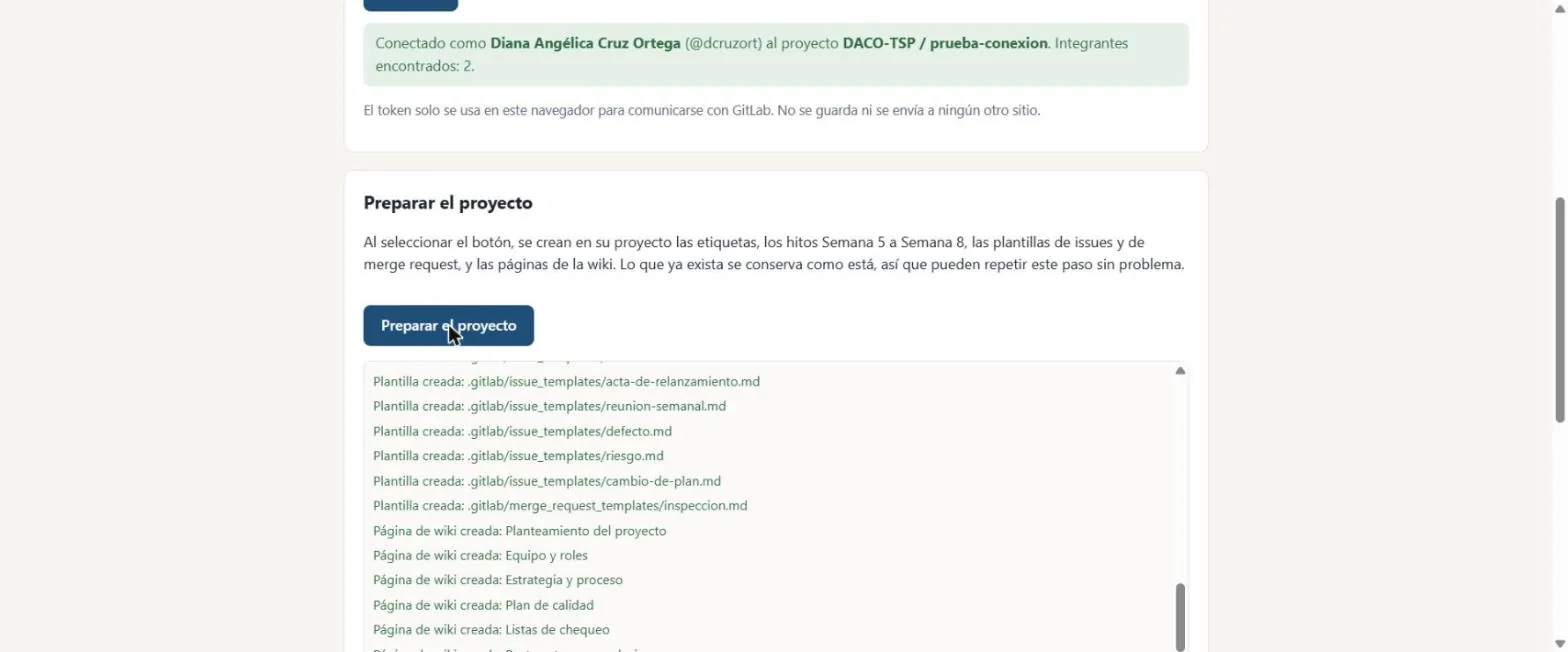 Conectado como Diana Angélica Cruz Ortega (@dcruzort) al proyecto DACO-TSP / prueba-conexion. Integrantes
encontrados: 2.
El token solo se usa en este navegador para comunicarse con GitLab. No se guarda ni se envía a ningún otro sitio.
Preparar el proyecto
Al seleccionar el botón, se crean en su proyecto las etiquetas, los hitos Semana 5 a Semana 8, las plantillas de issues y de
merge request, y las páginas de la wiki. Lo que ya exista se conserva como está, así que pueden repetir este paso sin problema.
Preparar el proyecto
Plantilla creada: .gitlab/issue_templates/acta-de-relanzamiento.md
Plantilla creada: .gitlab/issue_templates/reunion-semanal.md
Plantilla creada: .gitlab/issue_templates/defecto.md
Plantilla creada: .gitlab/issue_templates/riesgo.md
Plantilla creada: .gitlab/issue_templates/cambio-de-plan.md
Plantilla creada: .gitlab/merge_request_templates/inspeccion.md
Página de wiki creada: Planteamiento del proyecto
Página de wiki creada: Equipo y roles
Página de wiki creada: Estrategia y proceso
Página de wiki creada: Plan de calidad
Página de wiki creada: Listas de chequeo